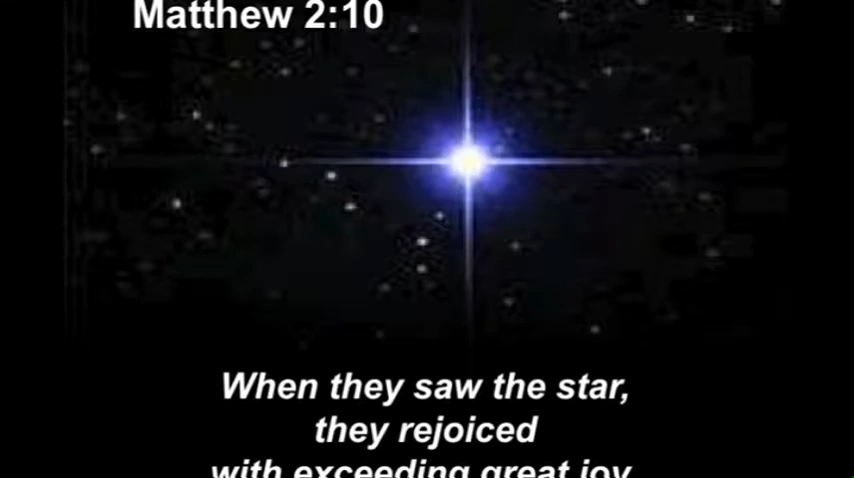 Matthew 2:10
When they saw the star,
they rejoiced
with exceeding great joy